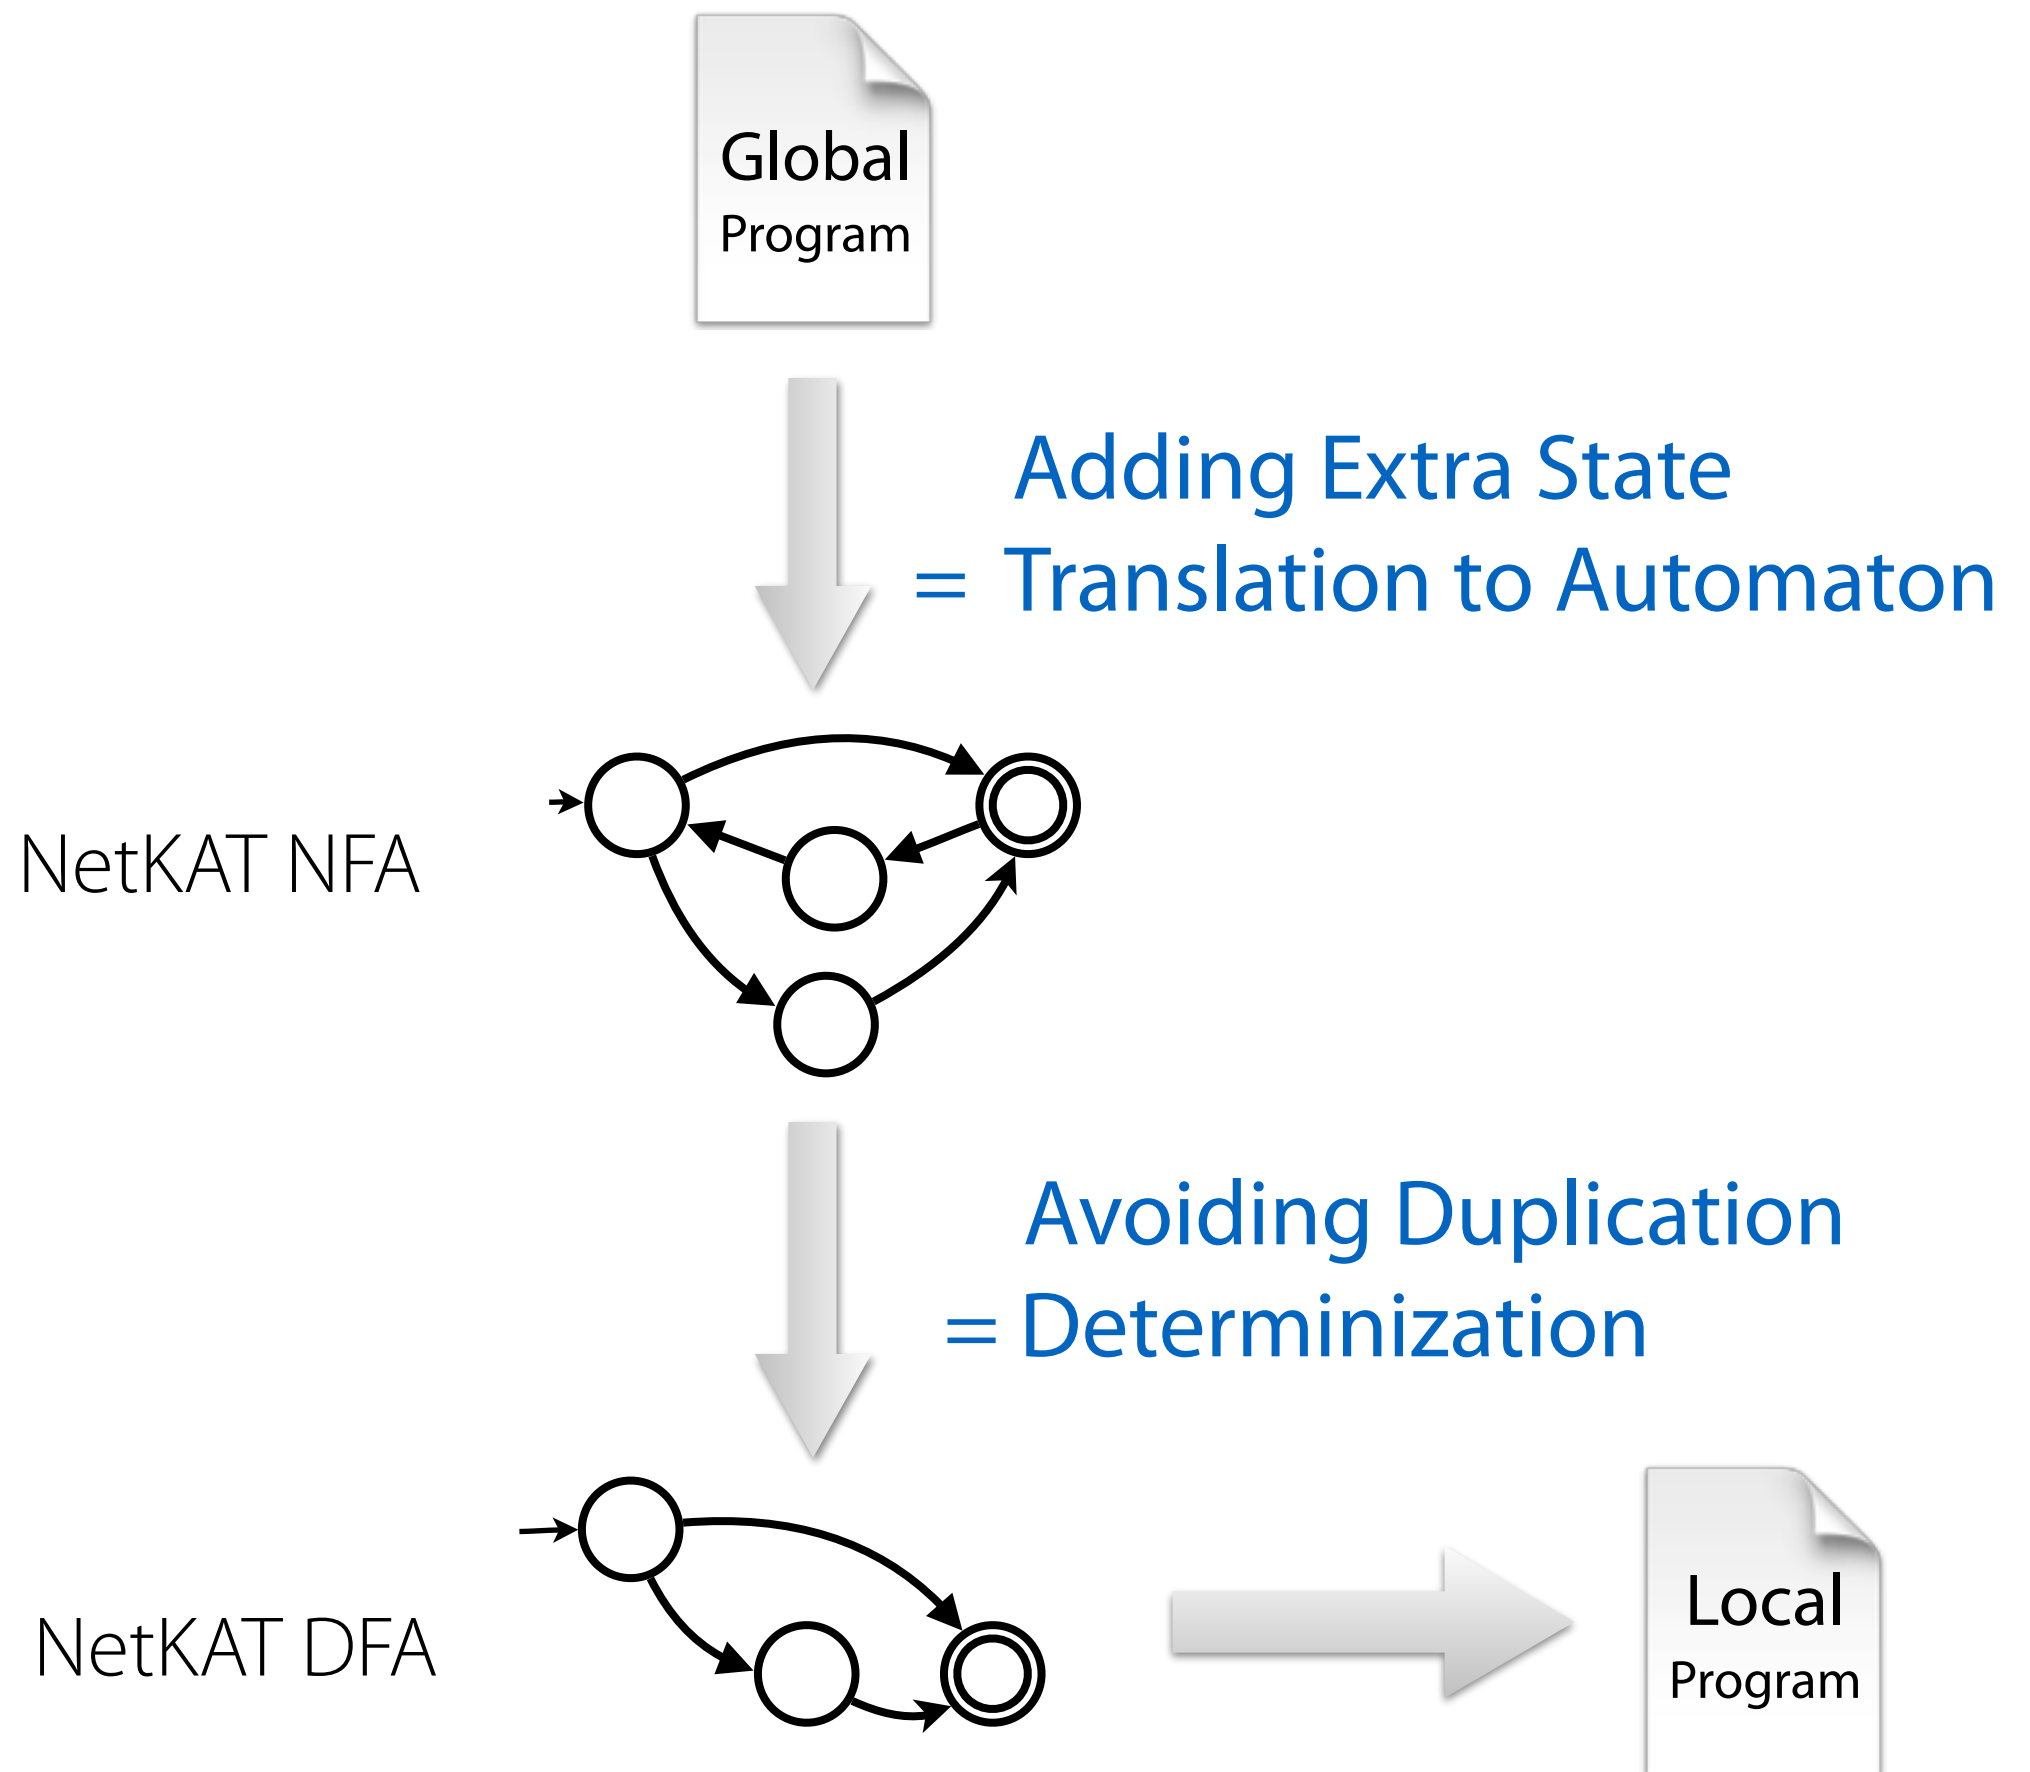 Global
Program
Adding Extra State
= Translation to Automaton
NetKAT NFA
Avoiding Duplication
= Determinization
NetKAT DFA
Local
Program